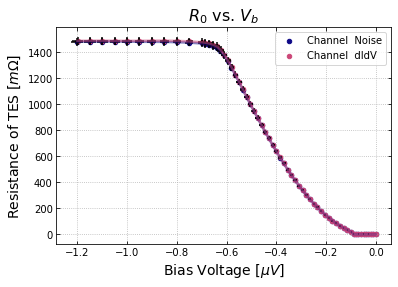 R₀ vs. V_b
Channel  Noise
Channel  dIdV
Resistance of TES [mΩ]
1400
1200
1000
800
600
400
200
0
−1.2 −1.0 −0.8 −0.6 −0.4 −0.2 0.0
Bias Voltage [μV]